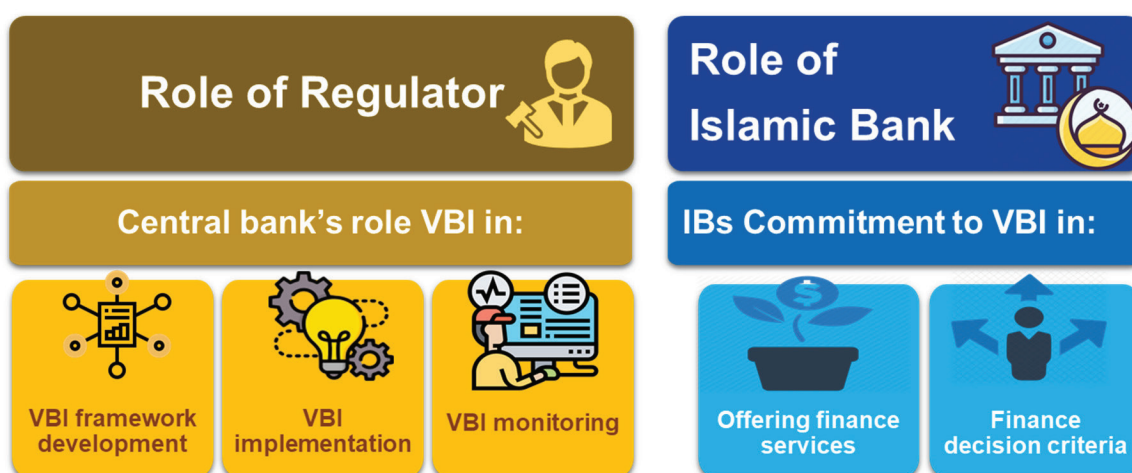 Role of Regulator
Central bank's role VBI in:
VBI framework
development
VBI
implementation
VBI monitoring
Role of
Islamic Bank
IBs Commitment to VBI in:
Offering finance
services
Finance
decision criteria